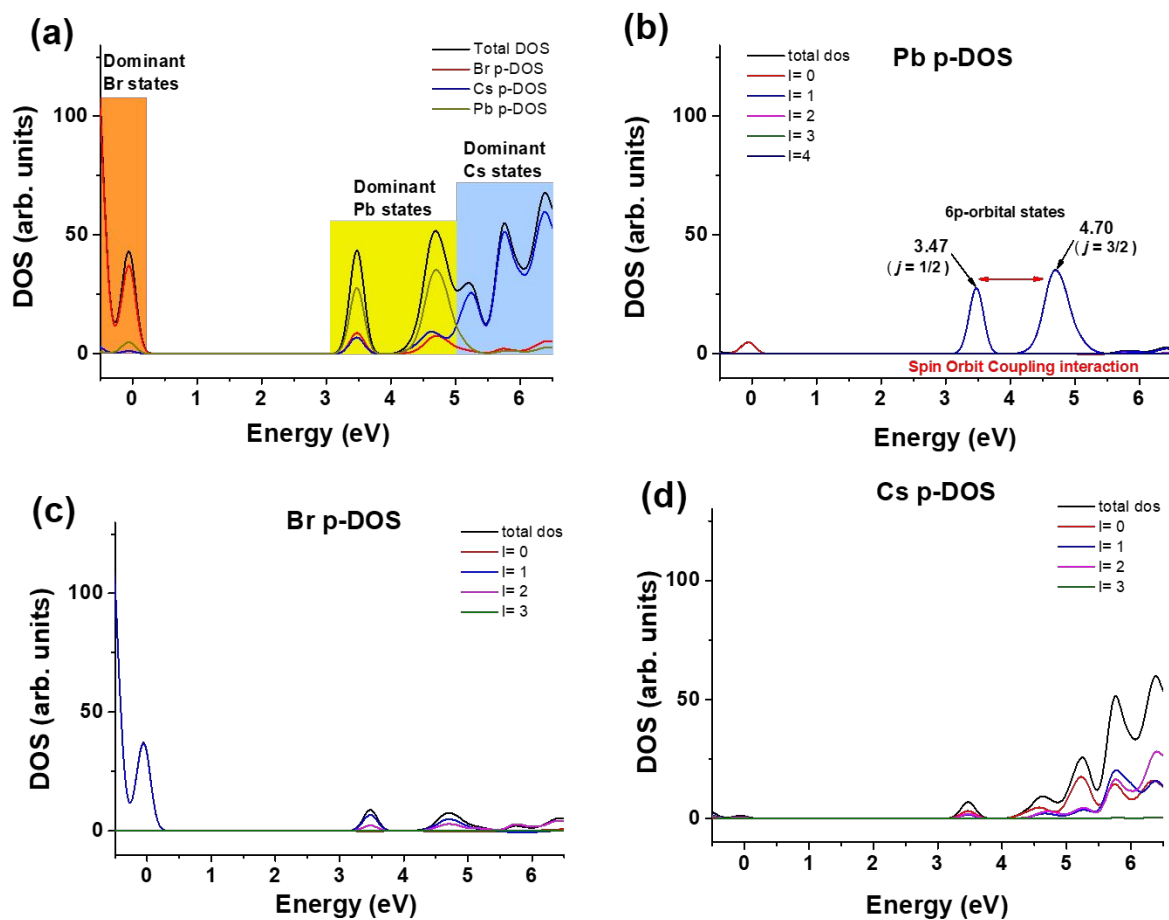 (a)
Dominant
Br states
Total DOS
Br p-DOS
Cs p-DOS
Pb p-DOS
Dominant
Pb states
Dominant
Cs states
DOS (arb. units)
100
50
0
0 1 2 3 4 5 6
Energy (eV)
(b)
Pb p-DOS
total dos
l= 0
l= 1
l= 2
l= 3
l=4
6p-orbital states
3.47
( j = 1/2)
4.70
( j = 3/2)
Spin Orbit Coupling interaction
DOS (arb. units)
100
50
0
0 1 2 3 4 5 6
Energy (eV)
(c)
Br p-DOS
total dos
l= 0
l= 1
l= 2
l= 3
DOS (arb. units)
100
50
0
0 1 2 3 4 5 6
Energy (eV)
(d)
Cs p-DOS
total dos
l= 0
l= 1
l= 2
l= 3
DOS (arb. units)
100
50
0
0 1 2 3 4 5 6
Energy (eV)